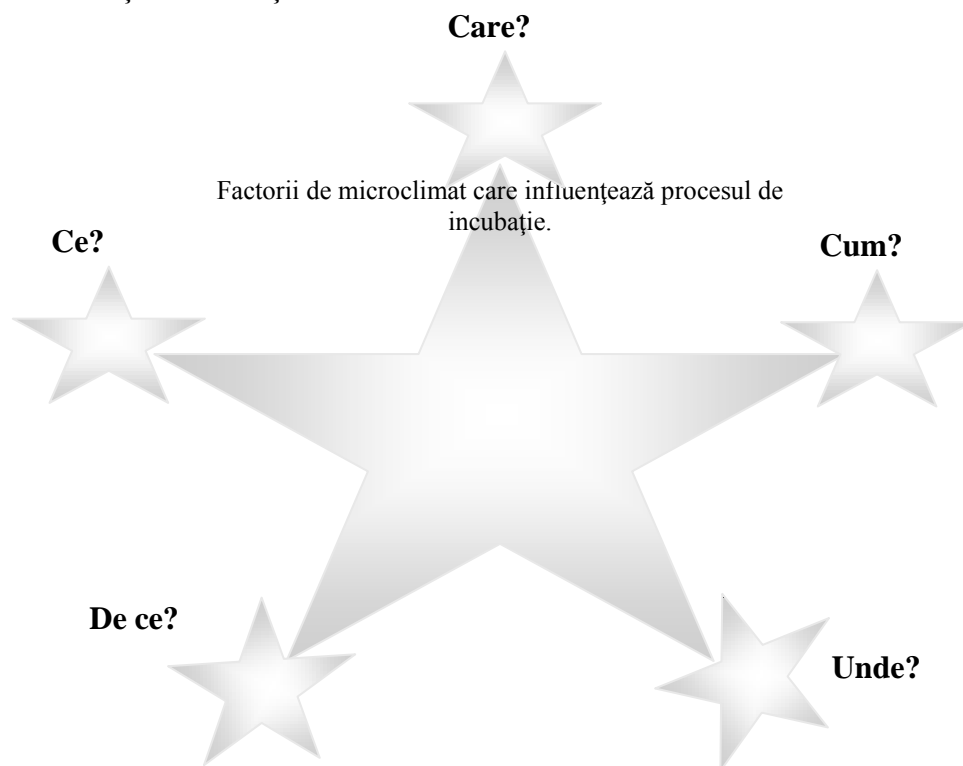 Care?
Factorii de microclimat care influenţează procesul de
incubaţie.
Ce?
Cum?
De ce?
Unde?